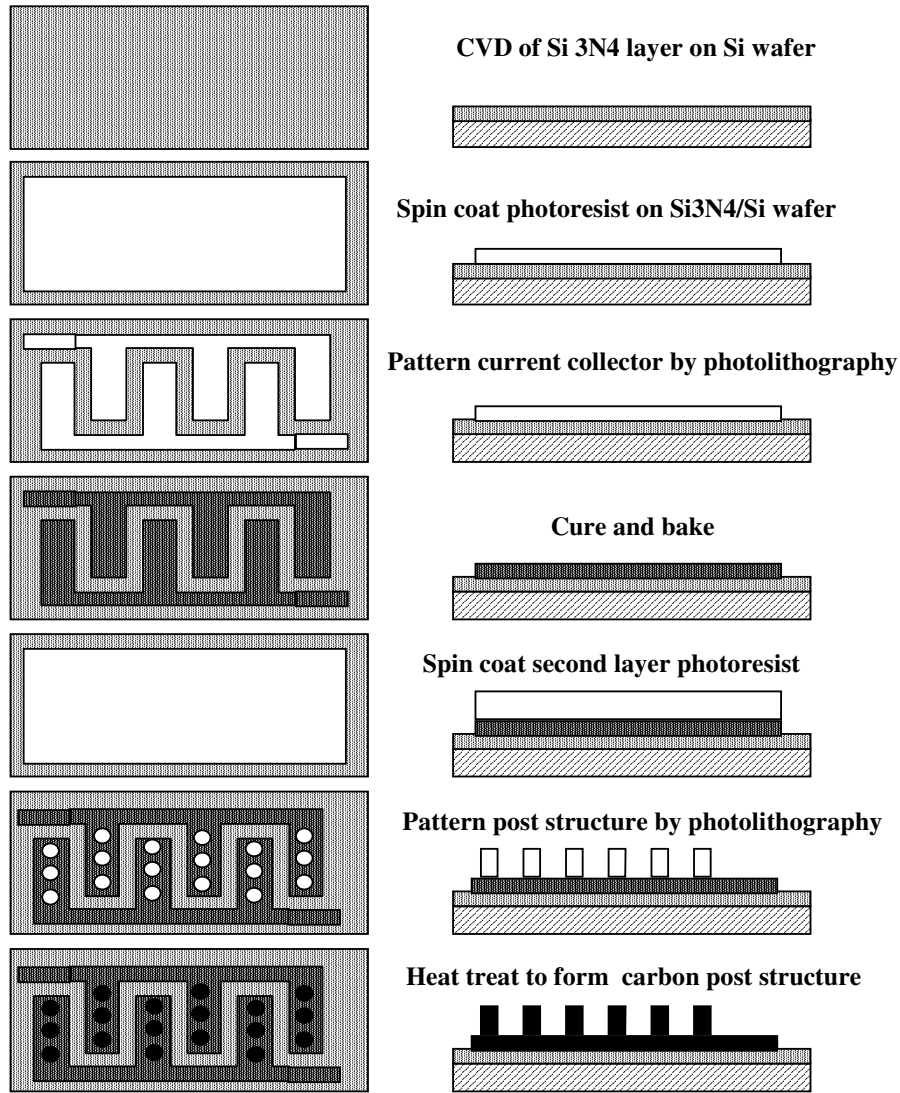 CVD of Si 3N4 layer on Si wafer
Spin coat photoresist on Si3N4/Si wafer
Pattern current collector by photolithography
Cure and bake
Spin coat second layer photoresist
Pattern post structure by photolithography
Heat treat to form carbon post structure